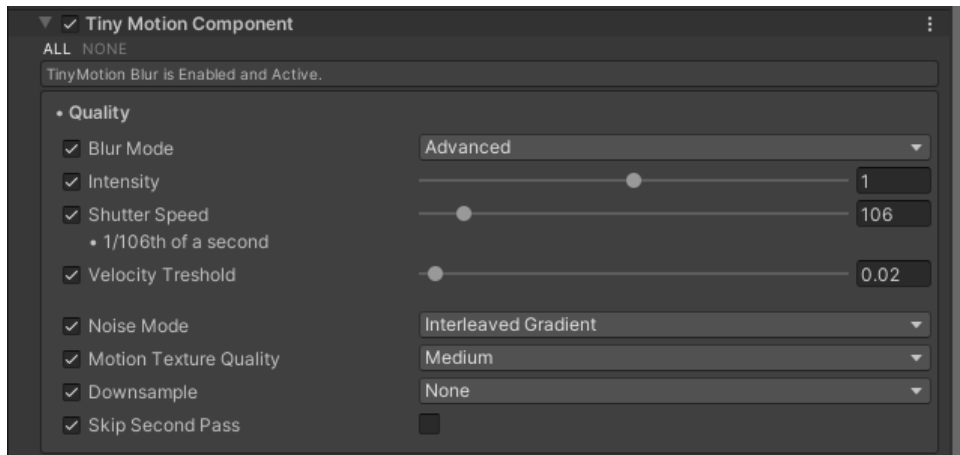 Tiny Motion Component
ALL NONE
TinyMotion Blur is Enabled and Active.
• Quality
Blur Mode Advanced
Intensity 1
Shutter Speed 106
• 1/106th of a second
Velocity Treshold 0.02
Noise Mode Interleaved Gradient
Motion Texture Quality Medium
Downsample None
Skip Second Pass